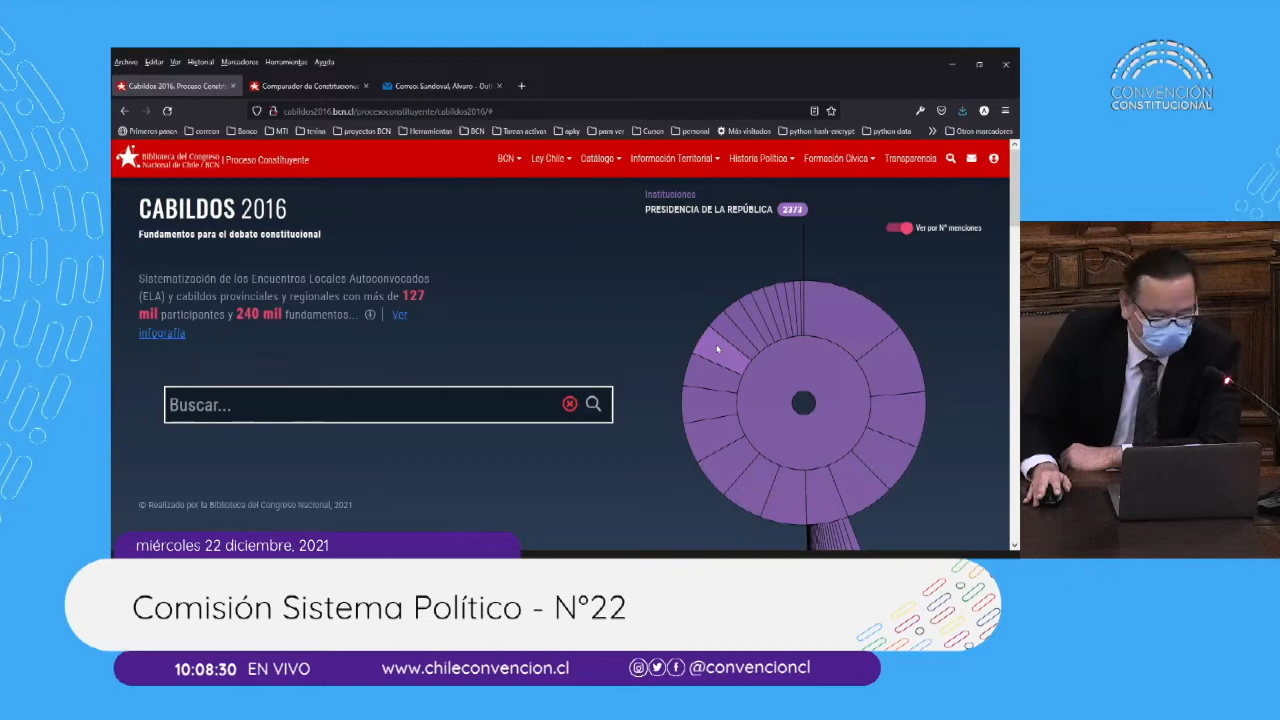 Archivo Editar Ver Historial Marcadores Herramientas Ayuda
Cabildos 2016, Proceso Constit
Comparador de Constitucione
Correo: Sandoval, Alvaro - Outl
cabildos2016.bcn.cl/procesoconstituyente/cabildos2016/#
Primeros pasos correos Banco MTI tesina proyectos BCN Herramientas BCN Tareas activas apky para ver Cursos personal Más visitados python-hash-encrypt python data Otros marcadores
Biblioteca del Congreso
Nacional de Chile / BCN
Proceso Constituyente
BCN Ley Chile Catálogo Información Territorial Historia Política Formación Cívica Transparencia
CABILDOS 2016
Fundamentos para el debate constitucional
Sistematización de los Encuentros Locales Autoconvocados
(ELA) y cabildos provinciales y regionales con más de 127
mil participantes y 240 mil fundamentos... | Ver
infografía
Buscar...
© Realizado por la Biblioteca del Congreso Nacional, 2021
Instituciones
PRESIDENCIA DE LA REPÚBLICA 2373
Ver por Nº menciones
CONVENCIÓN
CONSTITUCIONAL
miércoles 22 diciembre, 2021
Comisión Sistema Político - N°22
10:08:30 EN VIVO www.chileconvencion.cl @convencioncl